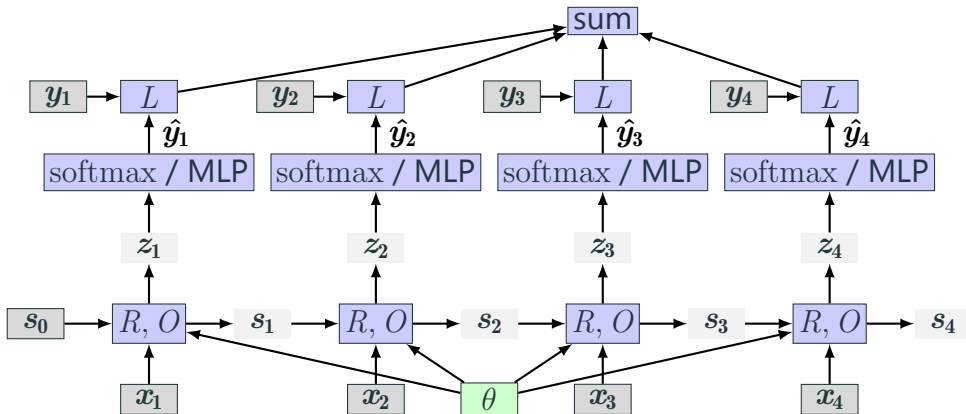 sum
y₁ L y₂ L y₃ L y₄ L
ŷ₁ ŷ₂ ŷ₃ ŷ₄
softmax / MLP softmax / MLP softmax / MLP softmax / MLP
z₁ z₂ z₃ z₄
s₀ R, O s₁ R, O s₂ R, O s₃ R, O s₄
x₁ x₂ θ x₃ x₄